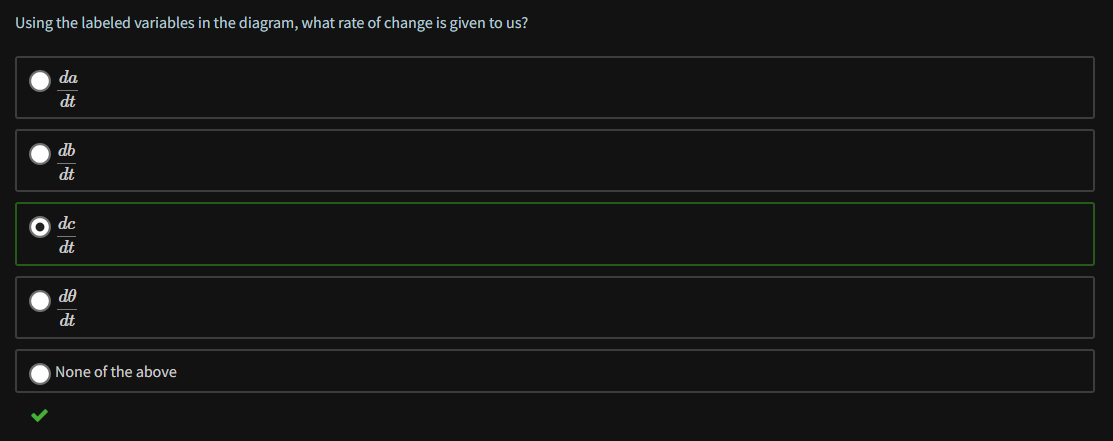 Using the labeled variables in the diagram, what rate of change is given to us?
da
dt
db
dt
dc
dt
dθ
dt
None of the above